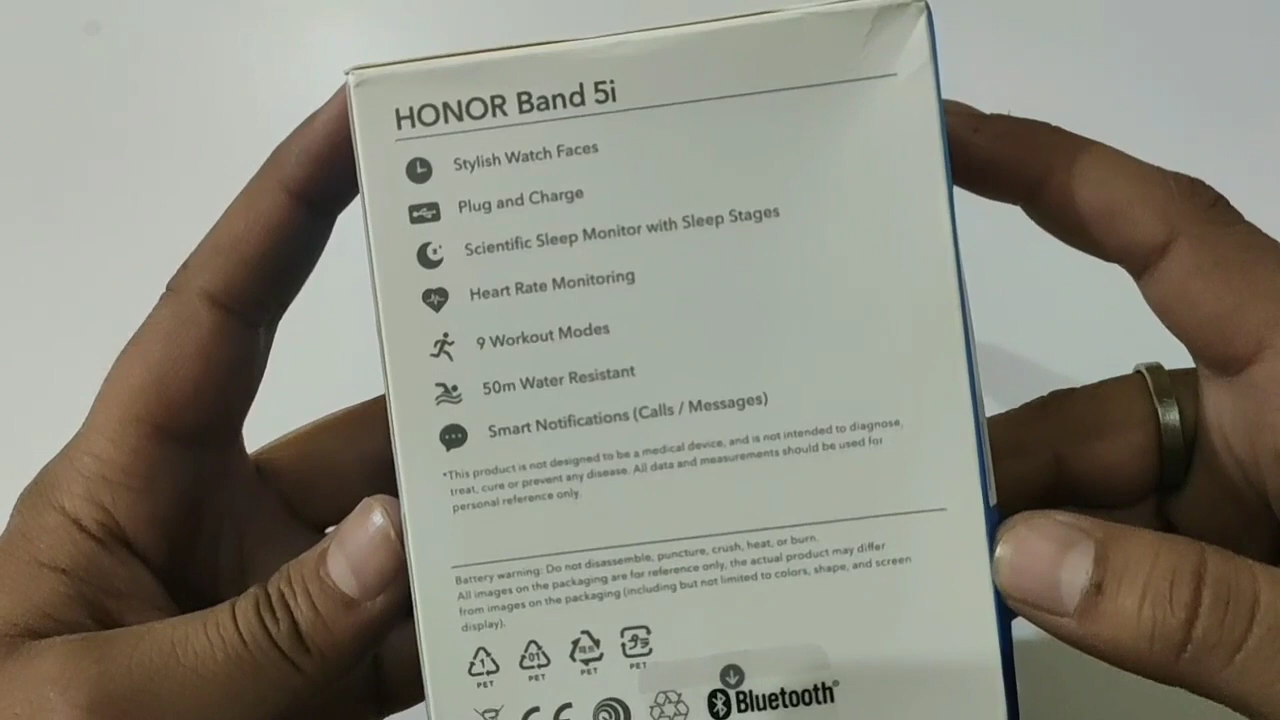 HONOR Band 5i
Stylish Watch Faces
Plug and Charge
Scientific Sleep Monitor with Sleep Stages
Heart Rate Monitoring
9 Workout Modes
50m Water Resistant
Smart Notifications (Calls / Messages)
*This product is not designed to be a medical device, and is not intended to diagnose,
treat, cure or prevent any disease. All data and measurements should be used for
personal reference only.
Battery warning: Do not disassemble, puncture, crush, heat, or burn.
All images on the packaging are for reference only, the actual product may differ
from images on the packaging (including but not limited to colors, shape, and screen
display).
1 01
PET PET PET PET
CE Bluetooth®